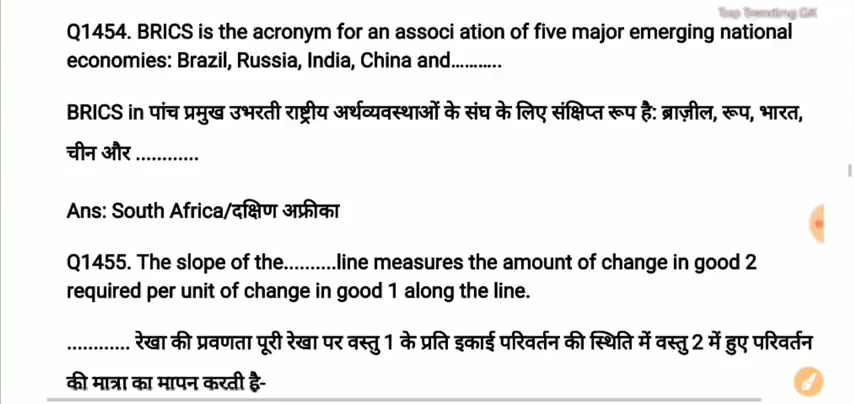 Top Trending GK
Q1454. BRICS is the acronym for an associ ation of five major emerging national
economies: Brazil, Russia, India, China and...........
BRICS in पांच प्रमुख उभरती राष्ट्रीय अर्थव्यवस्थाओं के संघ के लिए संक्षिप्त रूप है: ब्राज़ील, रूप, भारत,
चीन और ............
Ans: South Africa/दक्षिण अफ्रीका
Q1455. The slope of the..........line measures the amount of change in good 2
required per unit of change in good 1 along the line.
............ रेखा की प्रवणता पूरी रेखा पर वस्तु 1 के प्रति इकाई परिवर्तन की स्थिति में वस्तु 2 में हुए परिवर्तन
की मात्रा का मापन करती है-